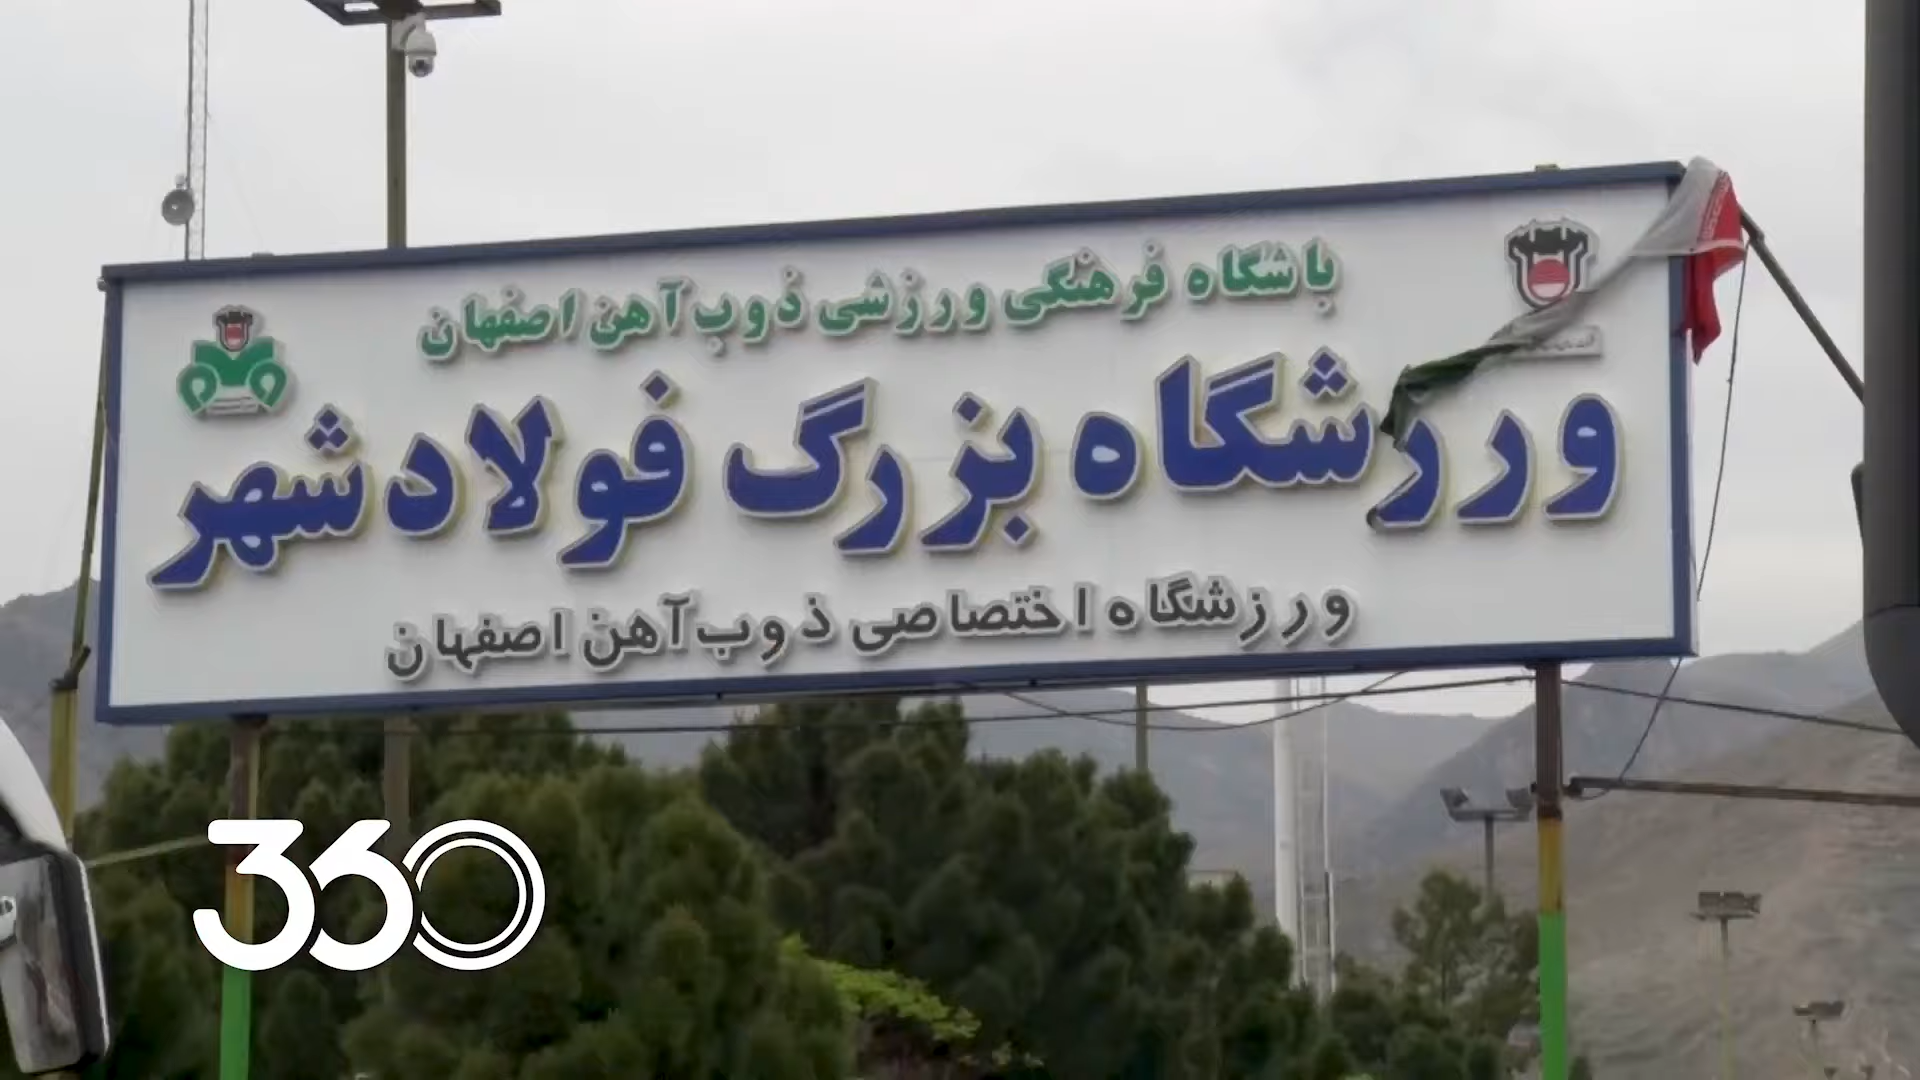 باشگاه فرهنگی ورزشی ذوب‌آهن اصفهان
ورزشگاه بزرگ فولادشهر
ورزشگاه اختصاصی ذوب‌آهن اصفهان
360